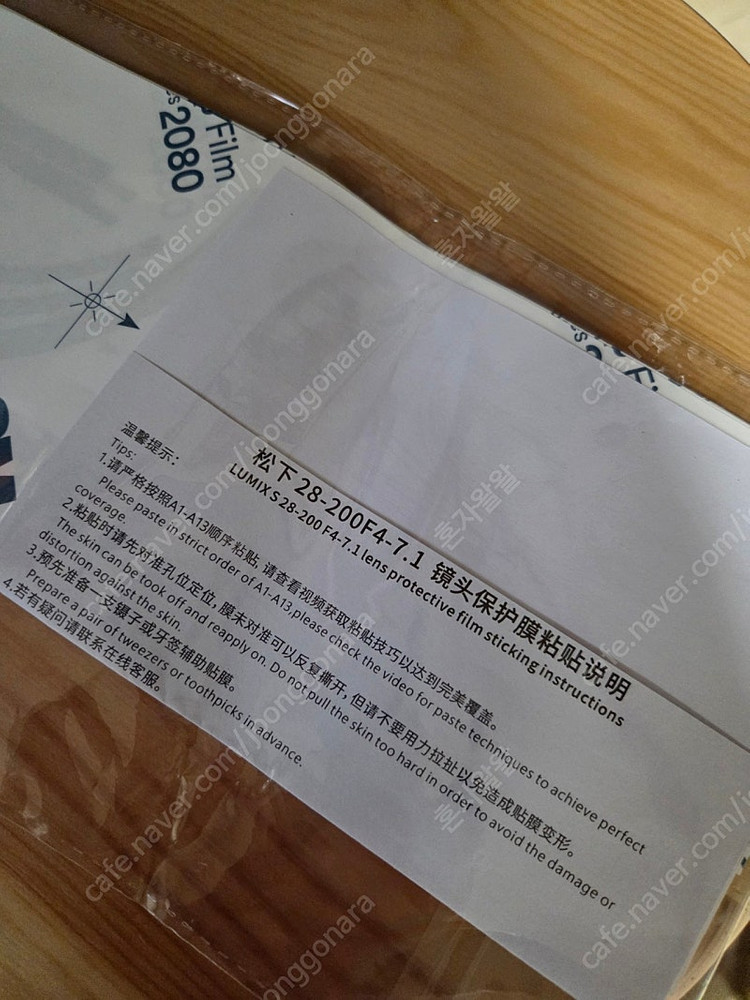 Film
2080
松下 28-200F4-7.1 镜头保护膜粘贴说明
LUMIX S 28-200 F4-7.1 lens protective film sticking instructions
温馨提示：
Tips:
1.请严格按照A1-A13顺序粘贴，请查看视频获取粘贴技巧以达到完美覆盖。
Please paste in strict order of A1-A13,please check the video for paste techniques to achieve perfect
coverage.
2.粘贴时请先对准孔位定位，膜未对准可以反复撕开，但请不要用力拉扯以免造成贴膜变形。
The skin can be took off and reapply on. Do not pull the skin too hard in order to avoid the damage or
distortion against the skin.
3.预先准备一支镊子或牙签辅助贴膜。
Prepare a pair of tweezers or toothpicks in advance.
4.若有疑问请联系在线客服。
cafe.naver.com/joonggonara
혼자왈왈